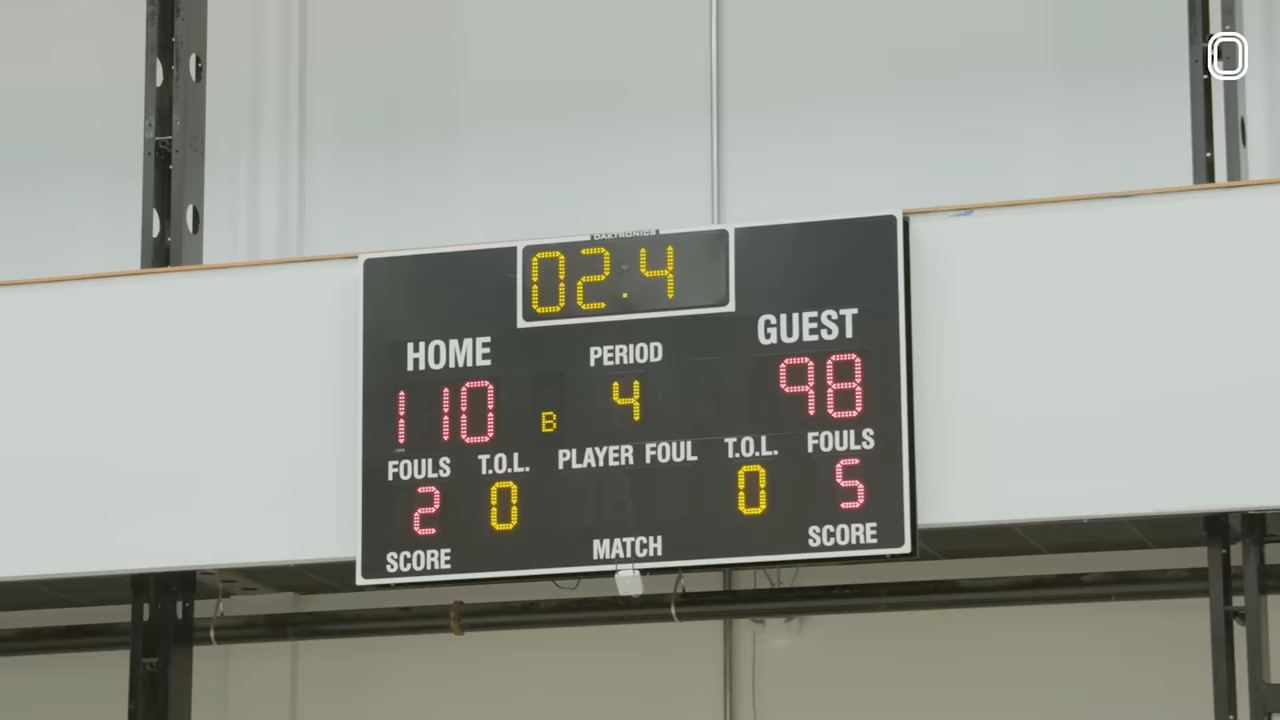 DAKTRONICS
02.4
HOME PERIOD GUEST
110 B 4 98
FOULS T.O.L. PLAYER FOUL T.O.L. FOULS
2 0 0 5
SCORE MATCH SCORE